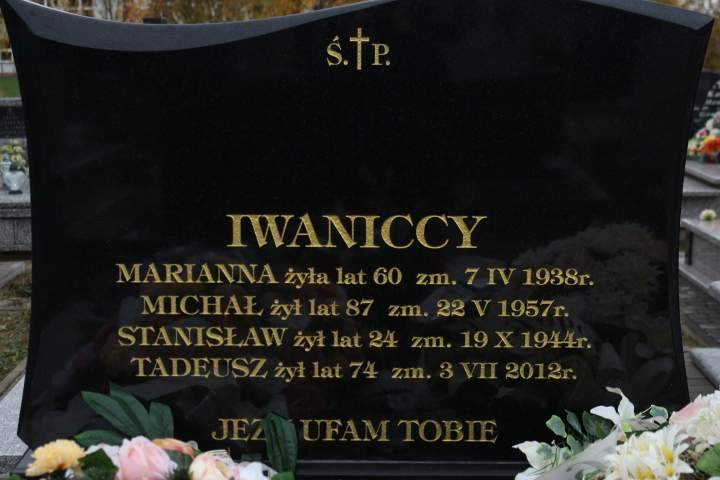 Ś.†P.
IWANICCY
MARIANNA żyła lat 60 zm. 7 IV 1938r.
MICHAŁ żył lat 87 zm. 22 V 1957r.
STANISŁAW żył lat 24 zm. 19 X 1944r.
TADEUSZ żył lat 74 zm. 3 VII 2012r.
JEZU UFAM TOBIE